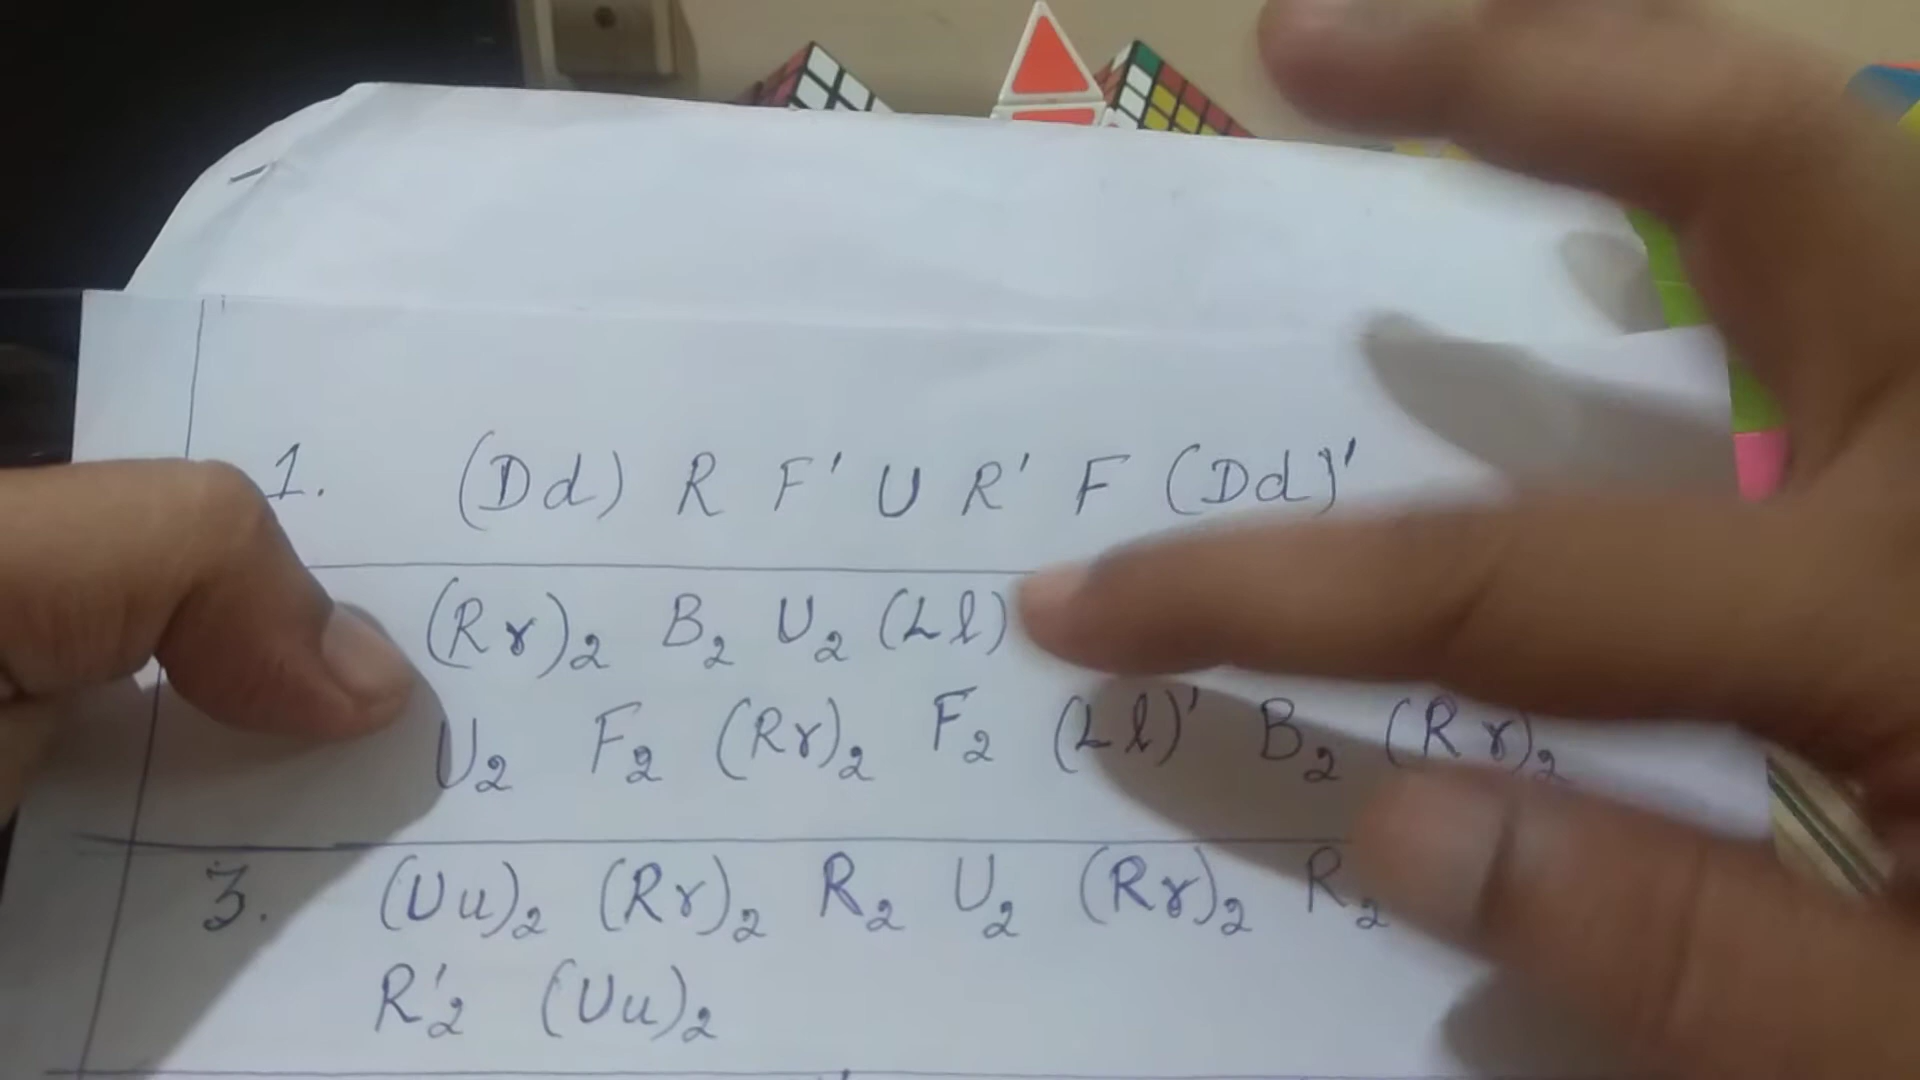 1. (Dd) R F' U R' F (Dd)'
(Rr)₂ B₂ U₂ (Ll)
U₂ F₂ (Rr)₂ F₂ (Ll)' B₂ (Rr)₂
3. (Uu)₂ (Rr)₂ R₂ U₂ (Rr)₂ R₂
R'₂ (Uu)₂